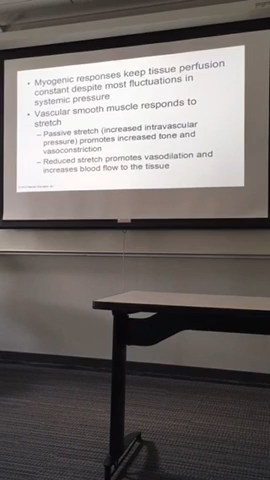 • Myogenic responses keep tissue perfusion
constant despite most fluctuations in
systemic pressure
• Vascular smooth muscle responds to
stretch
– Passive stretch (increased intravascular
pressure) promotes increased tone and
vasoconstriction
– Reduced stretch promotes vasodilation and
increases blood flow to the tissue